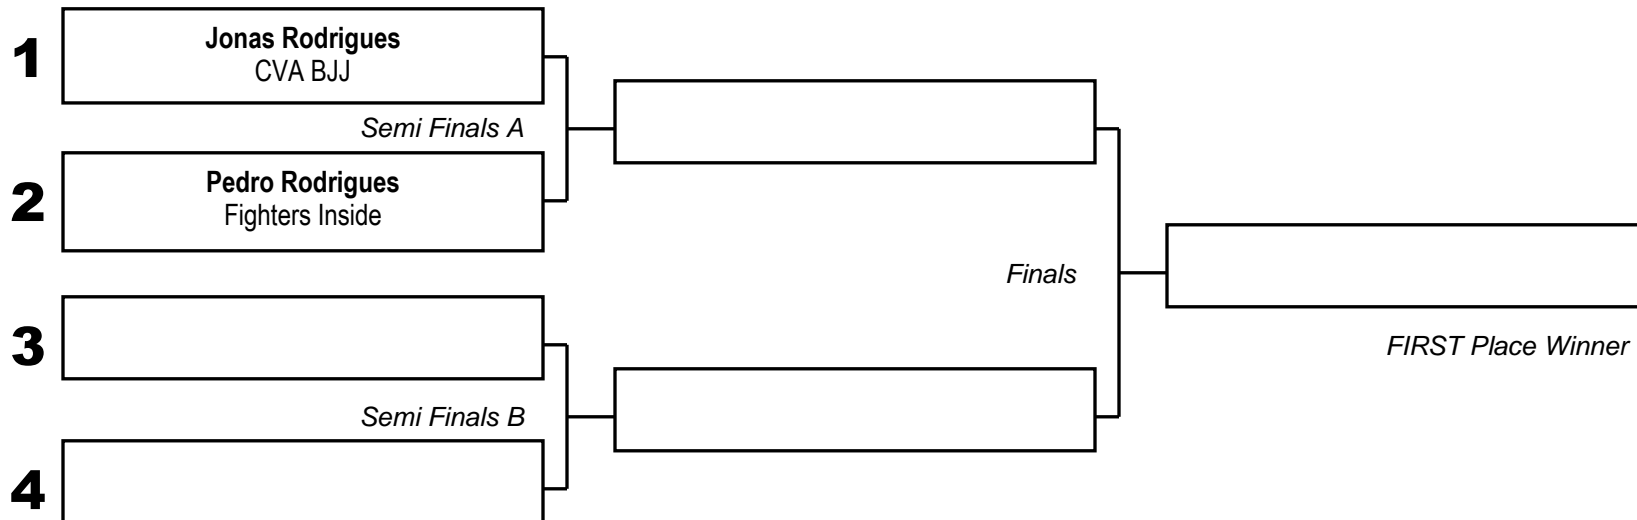 1
Jonas Rodrigues
CVA BJJ
Semi Finals A
2
Pedro Rodrigues
Fighters Inside
Finals
3
FIRST Place Winner
Semi Finals B
4